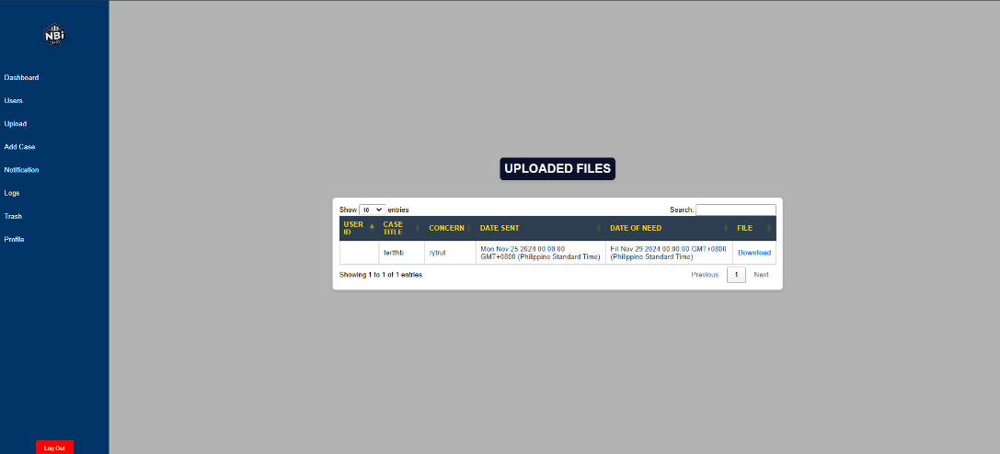 NBI
Dashboard
Users
Upload
Add Case
Notification
Logs
Trash
Profile
Log Out
UPLOADED FILES
Show 10 entries
Search:
USER ID CASE TITLE CONCERN DATE SENT DATE OF NEED FILE
tertfhb rytrut Mon Nov 25 2024 00:00:00 GMT+0800 (Philippine Standard Time) Fri Nov 29 2024 00:00:00 GMT+0800 (Philippine Standard Time) Download
Showing 1 to 1 of 1 entries
Previous 1 Next